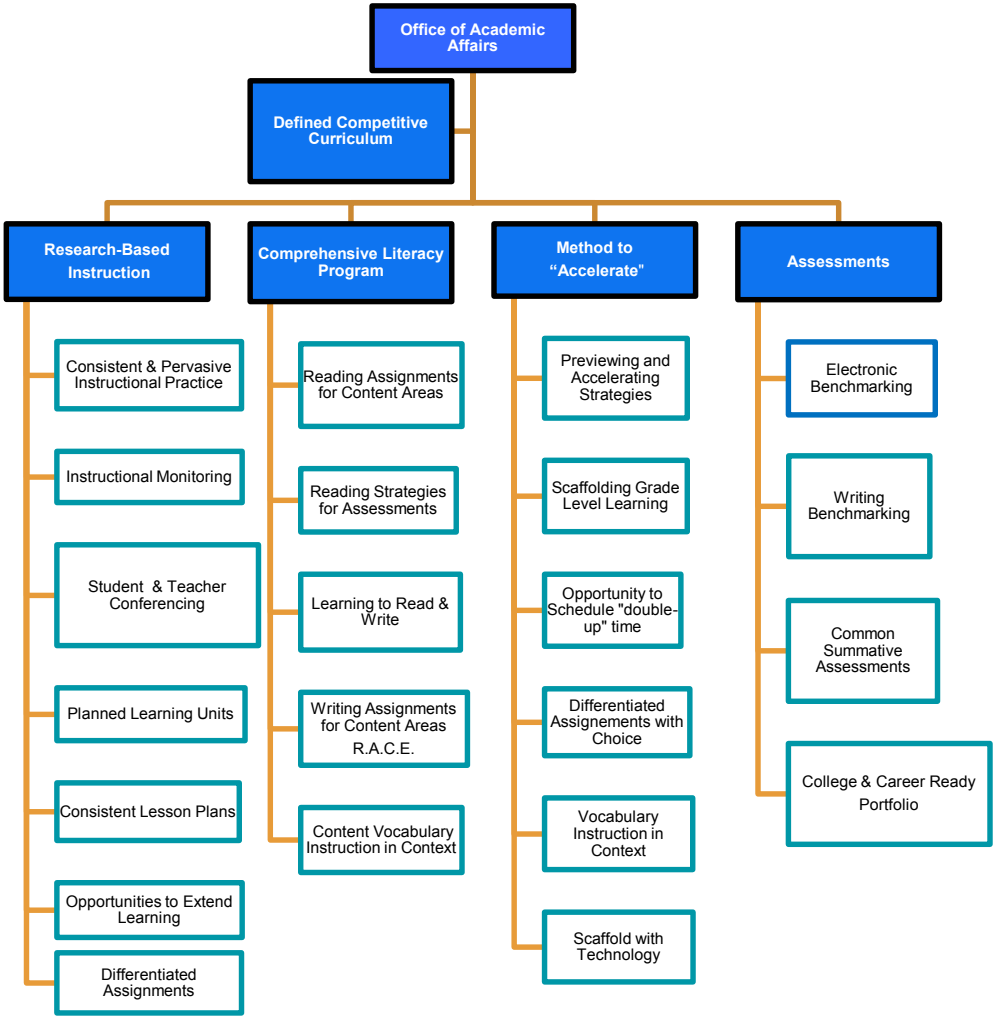 Office of Academic
Affairs
Defined Competitive
Curriculum
Research-Based
Instruction
Consistent & Pervasive
Instructional Practice
Instructional Monitoring
Student & Teacher
Conferencing
Planned Learning Units
Consistent Lesson Plans
Opportunities to Extend
Learning
Differentiated
Assignments
Comprehensive Literacy
Program
Reading Assignments
for Content Areas
Reading Strategies
for Assessments
Learning to Read &
Write
Writing Assignments
for Content Areas
R.A.C.E.
Content Vocabulary
Instruction in Context
Method to
“Accelerate"
Previewing and
Accelerating
Strategies
Scaffolding Grade
Level Learning
Opportunity to
Schedule "double-
up" time
Differentiated
Assignements with
Choice
Vocabulary
Instruction in
Context
Scaffold with
Technology
Assessments
Electronic
Benchmarking
Writing
Benchmarking
Common
Summative
Assessments
College & Career Ready
Portfolio